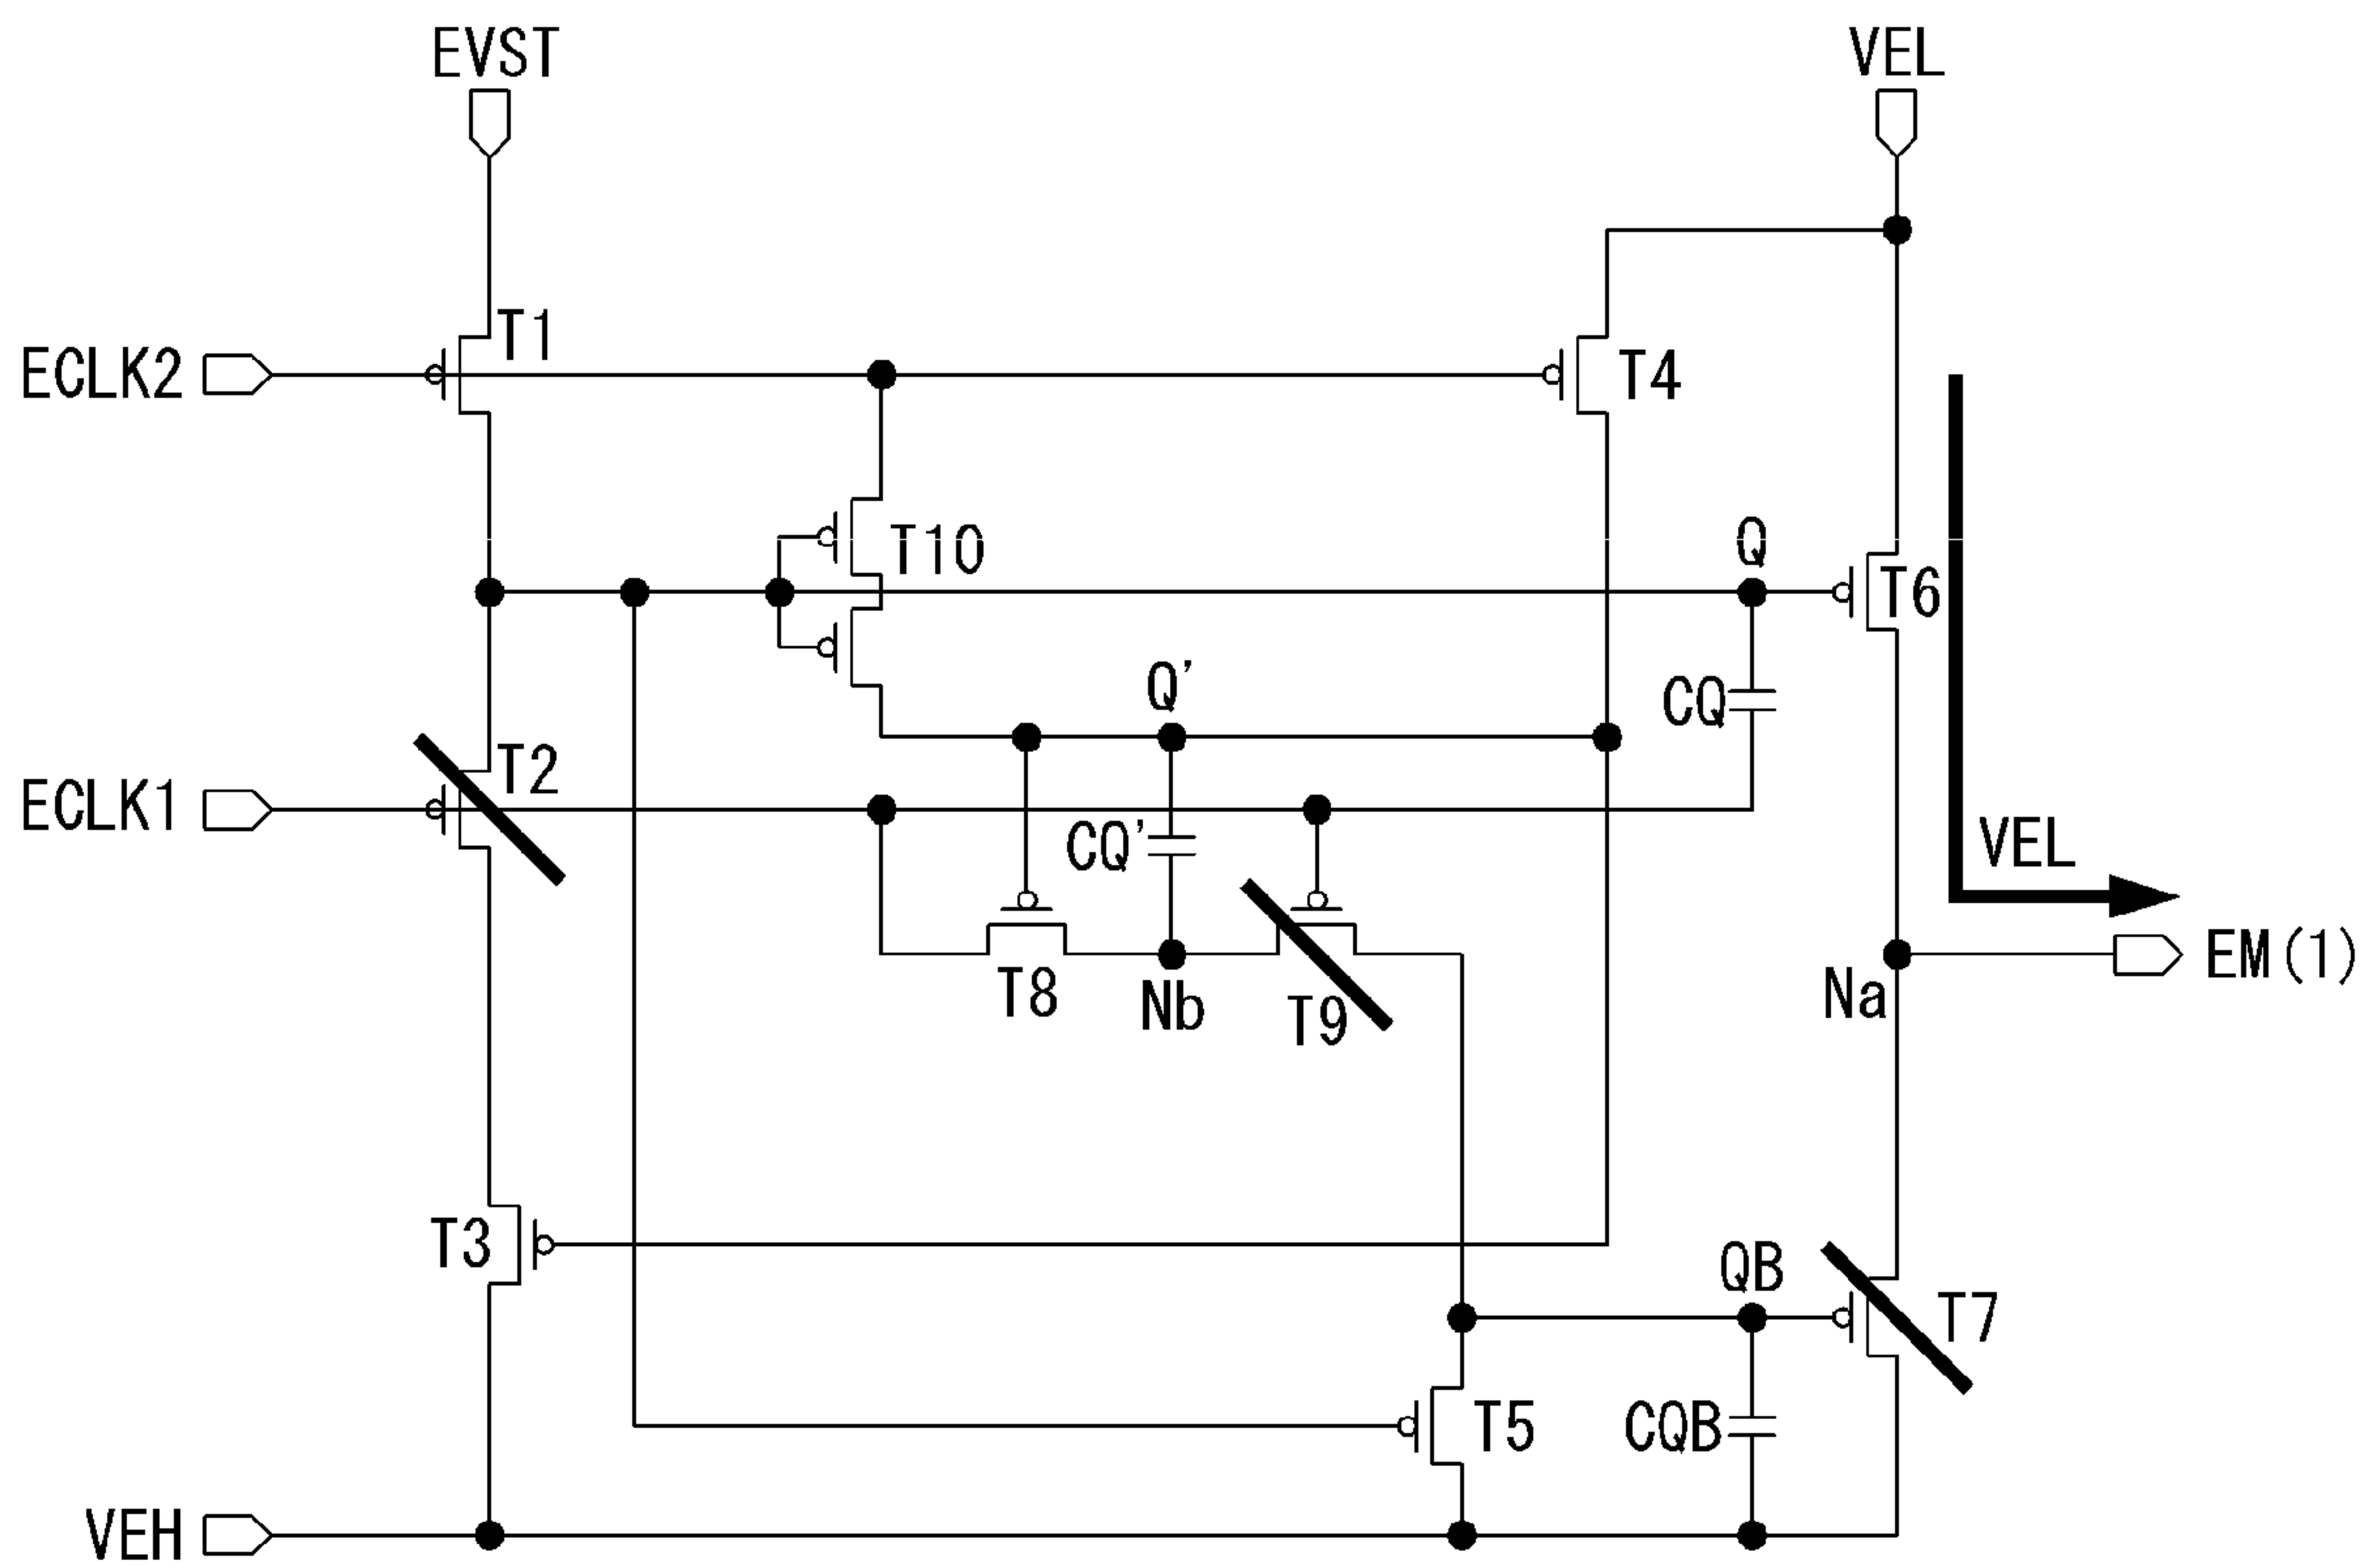 EVST
VEL
T1
ECLK2
T4
T10
Q
T6
Q'
CQ
T2
ECLK1
CQ'
VEL
T8
Nb
T9
Na
EM(1)
T3
QB
T7
T5
CQB
VEH